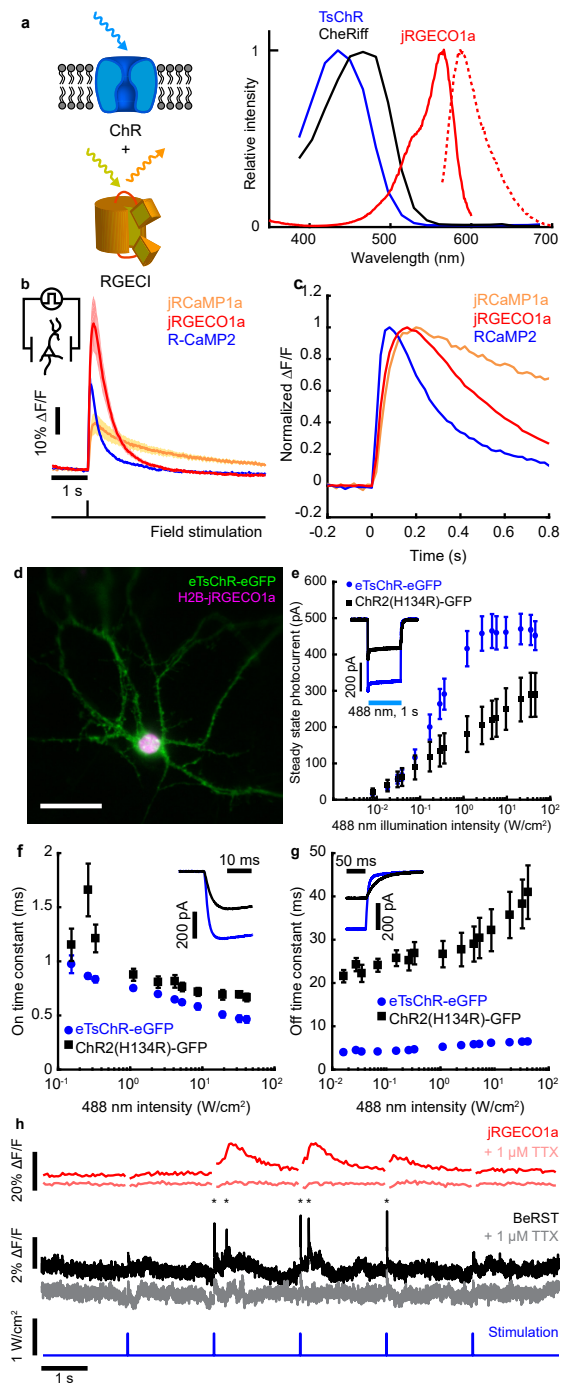 a
ChR
+
RGECI
TsChR
CheRiff
jRGECO1a
Relative intensity
1
0
400 500 600 700
Wavelength (nm)
b
jRCaMP1a
jRGECO1a
R-CaMP2
10% ΔF/F
1 s
Field stimulation
c
jRCaMP1a
jRGECO1a
RCaMP2
Normalized ΔF/F
1.2
1
0.8
0.6
0.4
0.2
0
-0.2
-0.2 0 0.2 0.4 0.6 0.8
Time (s)
d
eTsChR-eGFP
H2B-jRGECO1a
e
eTsChR-eGFP
ChR2(H134R)-GFP
Steady state photocurrent (pA)
600
500
400
300
200
100
0
200 pA
488 nm, 1 s
10-2 10-1 100 101 102
488 nm illumination intensity (W/cm2)
f
On time constant (ms)
2
1.5
1
0.5
0
10 ms
200 pA
eTsChR-eGFP
ChR2(H134R)-GFP
10-1 100 101 102
488 nm intensity (W/cm2)
g
Off time constant (ms)
50
40
30
20
10
0
50 ms
200 pA
eTsChR-eGFP
ChR2(H134R)-GFP
10-2 10-1 100 101 102
488 nm intensity (W/cm2)
h
jRGECO1a
+ 1 μM TTX
20% ΔF/F
* * * * *
BeRST
+ 1 μM TTX
2% ΔF/F
Stimulation
1 W/cm2
1 s